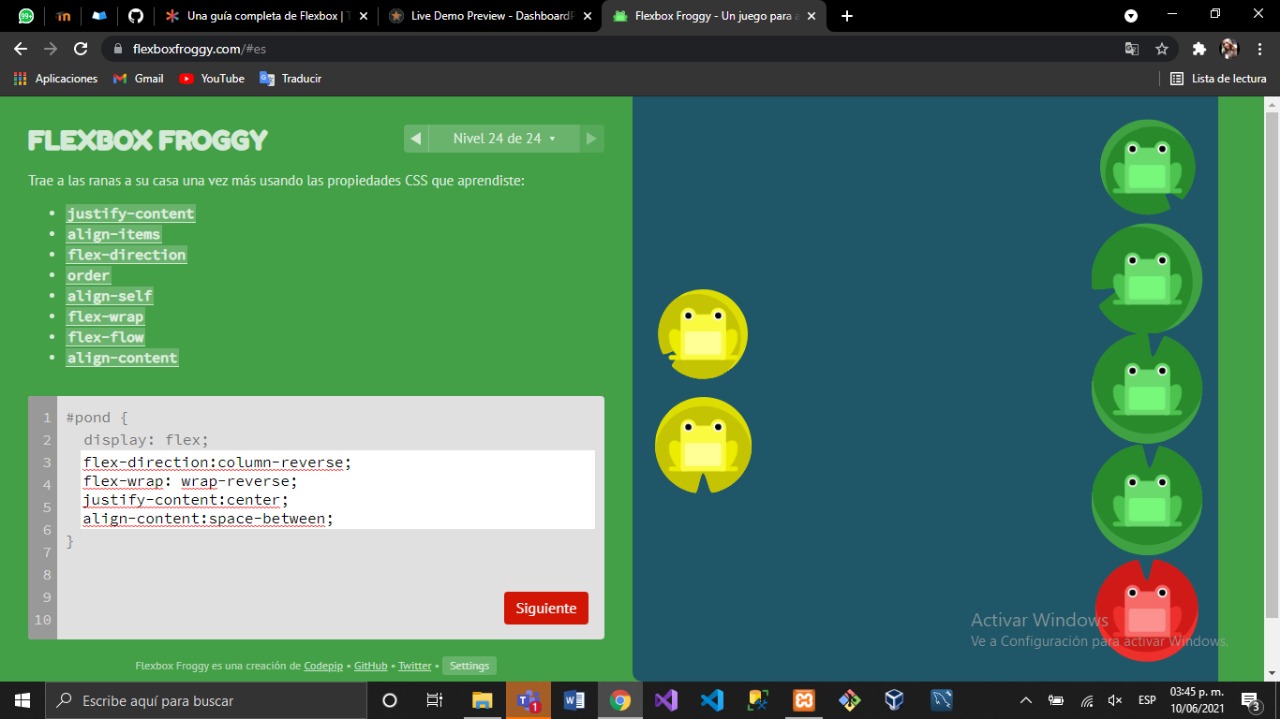 Una guía completa de Flexbox | T
Live Demo Preview - DashboardP
Flexbox Froggy - Un juego para a
flexboxfroggy.com/#es
Aplicaciones
Gmail
YouTube
Traducir
Lista de lectura
FLEXBOX FROGGY
Nivel 24 de 24
Trae a las ranas a su casa una vez más usando las propiedades CSS que aprendiste:
• justify-content
• align-items
• flex-direction
• order
• align-self
• flex-wrap
• flex-flow
• align-content
1 #pond {
2 display: flex;
3 flex-direction:column-reverse;
4 flex-wrap: wrap-reverse;
5 justify-content:center;
6 align-content:space-between;
7 }
8
9
10
Siguiente
Activar Windows
Ve a Configuración para activar Windows.
Flexbox Froggy es una creación de Codepip • GitHub • Twitter • Settings
Escribe aquí para buscar
1
ESP
03:45 p. m.
10/06/2021
3